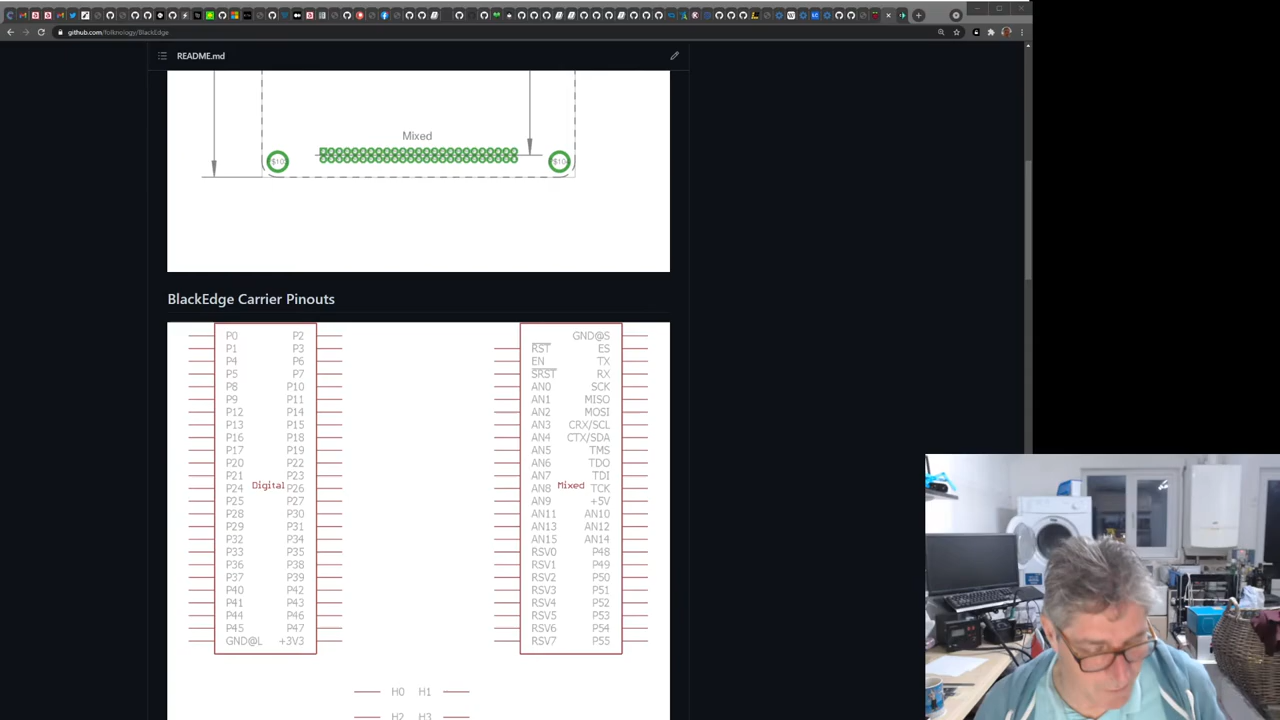 github.com/folknology/BlackEdge
README.md
Mixed
BlackEdge Carrier Pinouts
P0 P2 GND@S
P1 P3 RST ES
P4 P6 EN TX
P5 P7 SRST RX
P8 P10 AN0 SCK
P9 P11 AN1 MISO
P12 P14 AN2 MOSI
P13 P15 AN3 CRX/SCL
P16 P18 AN4 CTX/SDA
P17 P19 AN5 TMS
P20 P22 AN6 TDO
P21 P23 AN7 TDI
Digital Mixed
P24 P26 AN8 TCK
P25 P27 AN9 +5V
P28 P30 AN11 AN10
P29 P31 AN13 AN12
P32 P34 AN15 AN14
P33 P35 RSV0 P48
P36 P38 RSV1 P49
P37 P39 RSV2 P50
P40 P42 RSV3 P51
P41 P43 RSV4 P52
P44 P46 RSV5 P53
P45 P47 RSV6 P54
GND@L +3V3 RSV7 P55
H0 H1
H2 H3